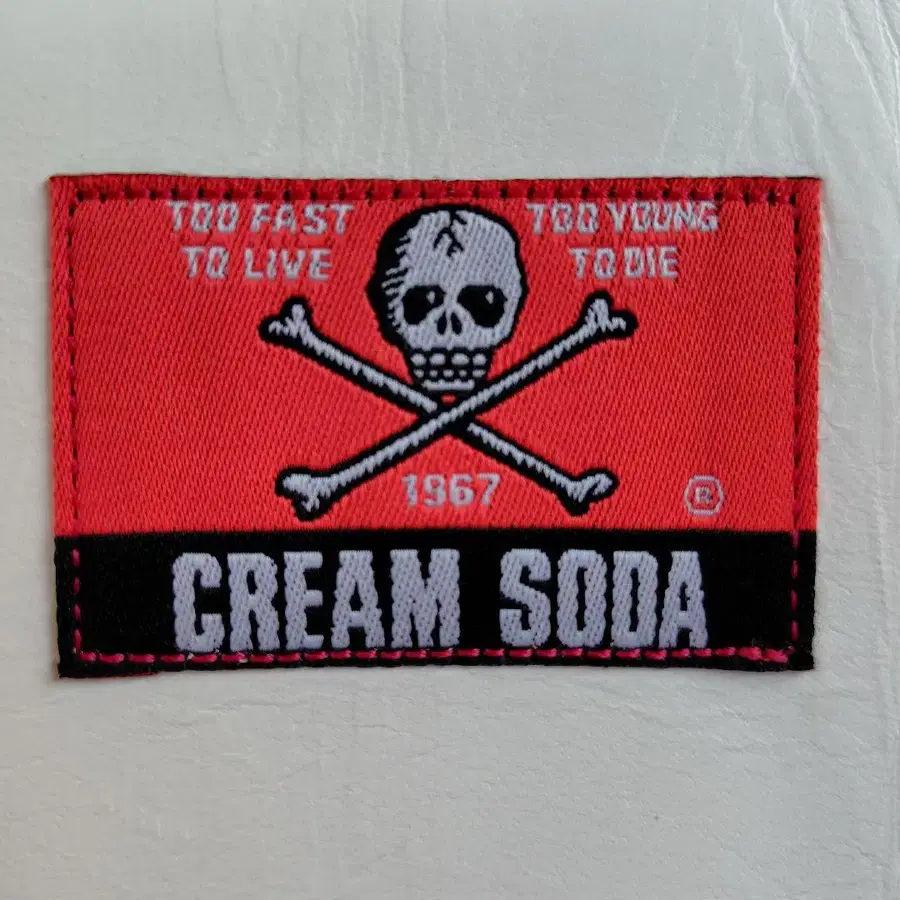 TOO FAST
TO LIVE
TOO YOUNG
TO DIE
1967
®
CREAM SODA